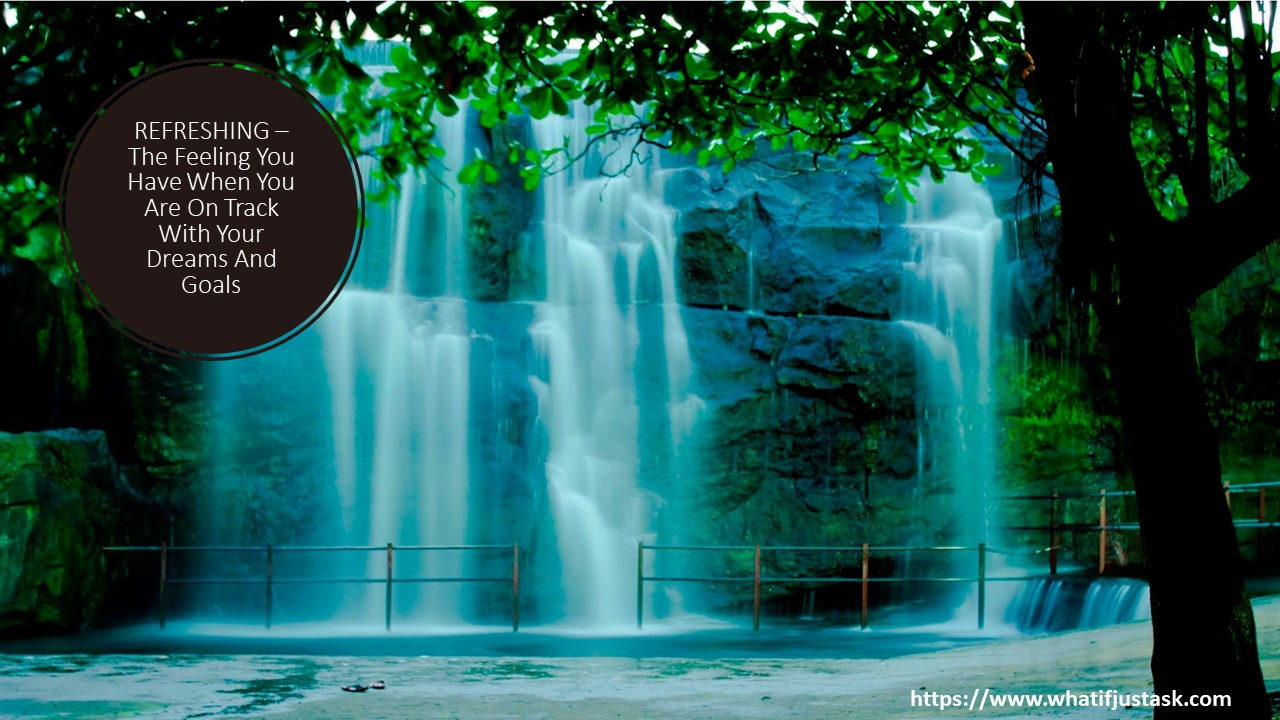 REFRESHING –
The Feeling You
Have When You
Are On Track
With Your
Dreams And
Goals
https://www.whatifjustask.com